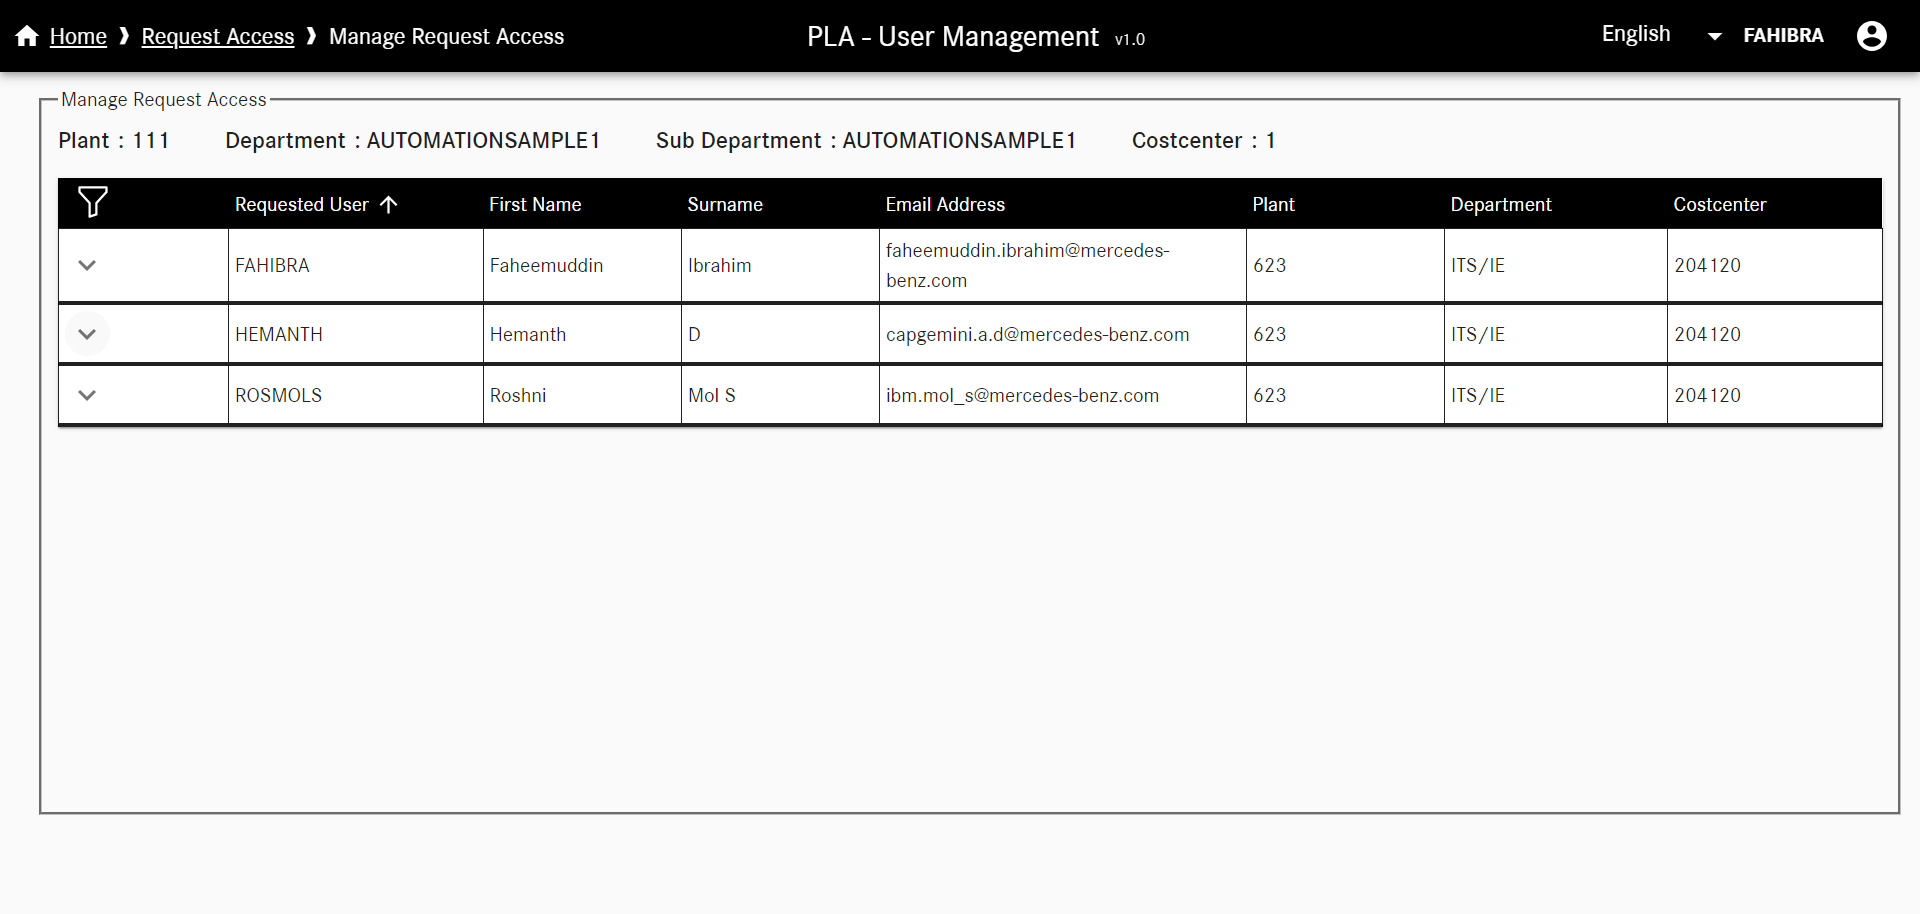 Home ❱ Request Access ❱ Manage Request Access
PLA - User Management v1.0
English FAHIBRA
Manage Request Access
Plant : 111 Department : AUTOMATIONSAMPLE1 Sub Department : AUTOMATIONSAMPLE1 Costcenter : 1
Requested User First Name Surname Email Address Plant Department Costcenter
FAHIBRA Faheemuddin Ibrahim faheemuddin.ibrahim@mercedes-
benz.com 623 ITS/IE 204120
HEMANTH Hemanth D capgemini.a.d@mercedes-benz.com 623 ITS/IE 204120
ROSMOLS Roshni Mol S ibm.mol_s@mercedes-benz.com 623 ITS/IE 204120